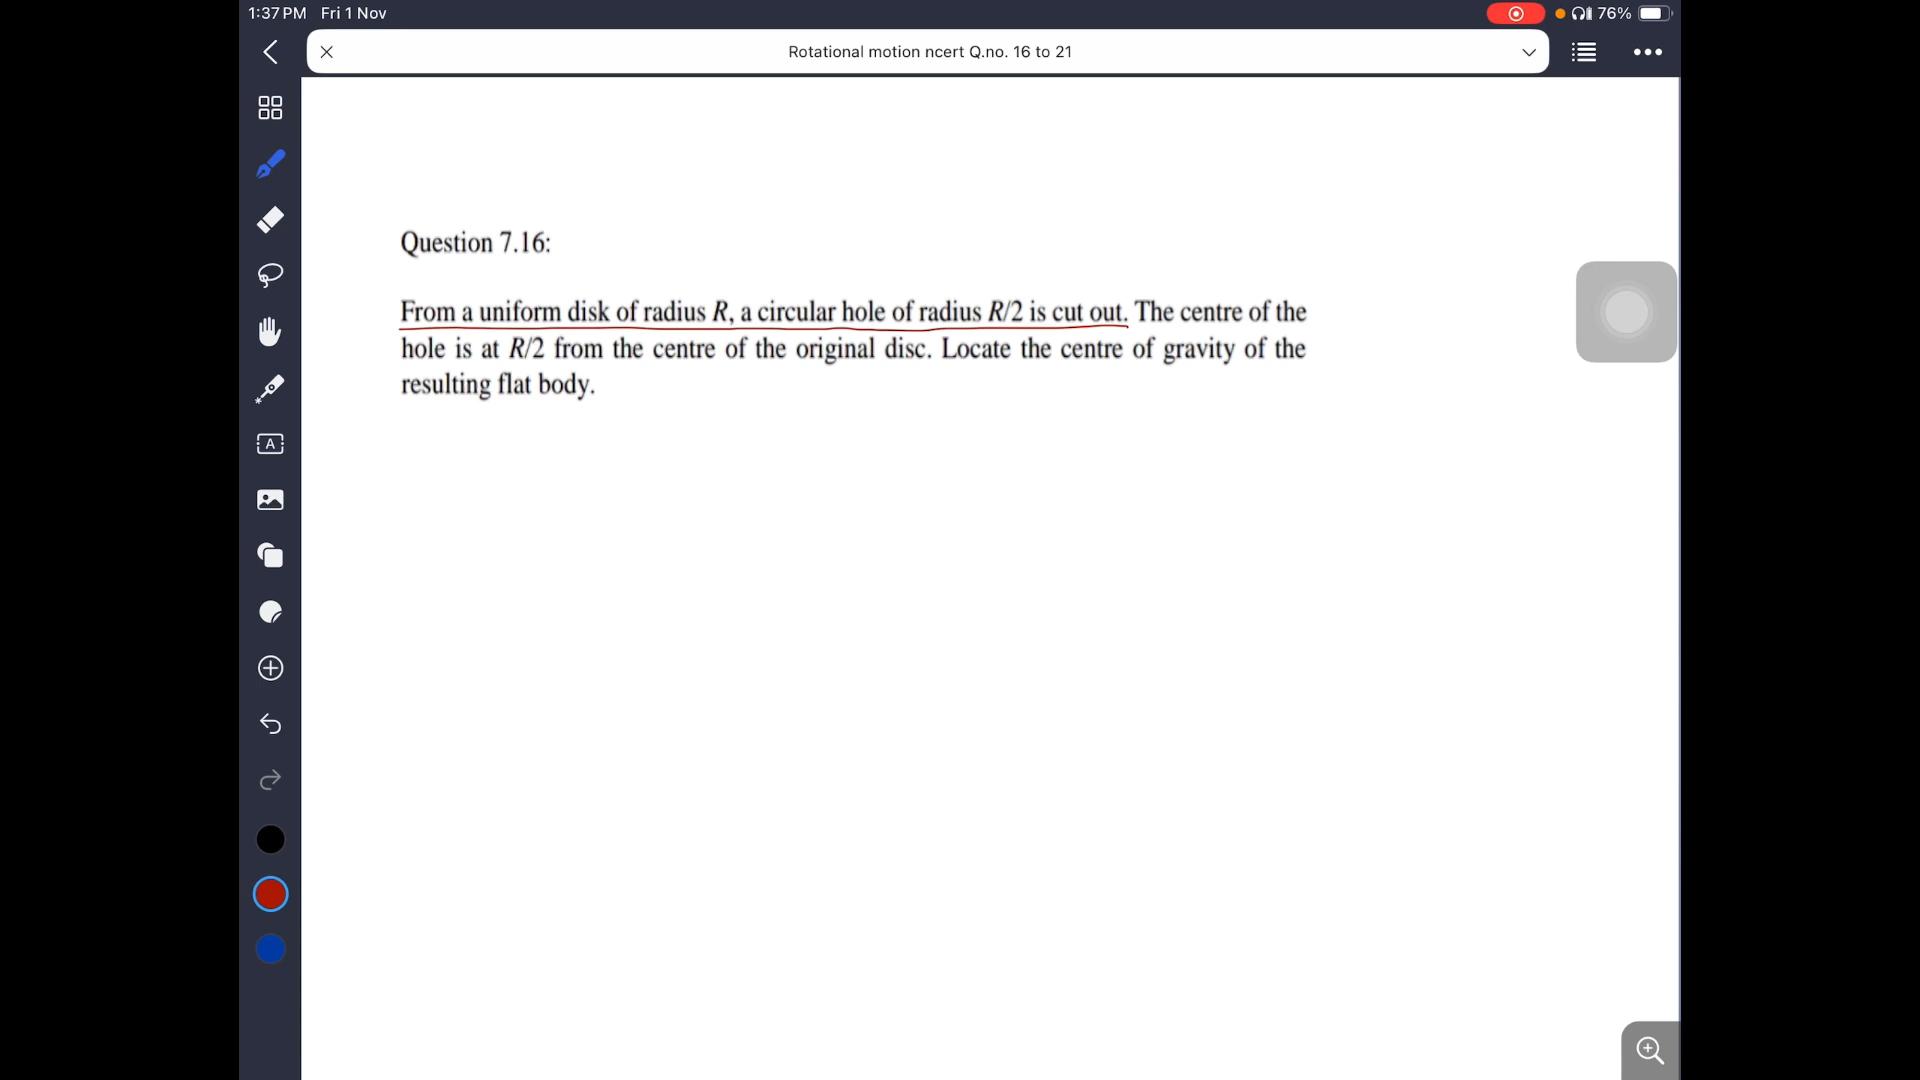 1:37 PM Fri 1 Nov
76%
Rotational motion ncert Q.no. 16 to 21
A
Question 7.16:
From a uniform disk of radius R, a circular hole of radius R/2 is cut out. The centre of the
hole is at R/2 from the centre of the original disc. Locate the centre of gravity of the
resulting flat body.